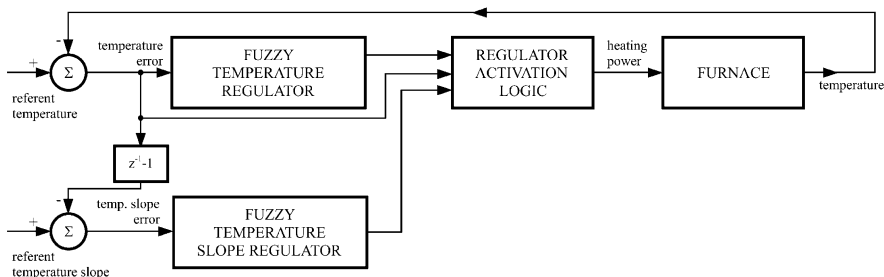 temperature
error
+
-
Σ
referent
temperature
FUZZY
TEMPERATURE
REGULATOR
REGULATOR
ACTIVATION
LOGIC
heating
power
FURNACE
temperature
z⁻¹-1
-
+
Σ
temp. slope
error
referent
temperature slope
FUZZY
TEMPERATURE
SLOPE REGULATOR